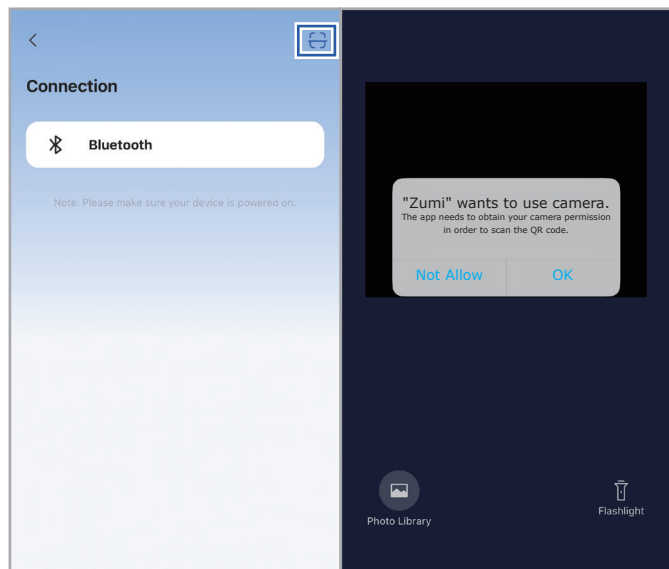 Connection
Bluetooth
Note: Please make sure your device is powered on.
"Zumi" wants to use camera.
The app needs to obtain your camera permission
in order to scan the QR code.
Not Allow OK
Photo Library
Flashlight